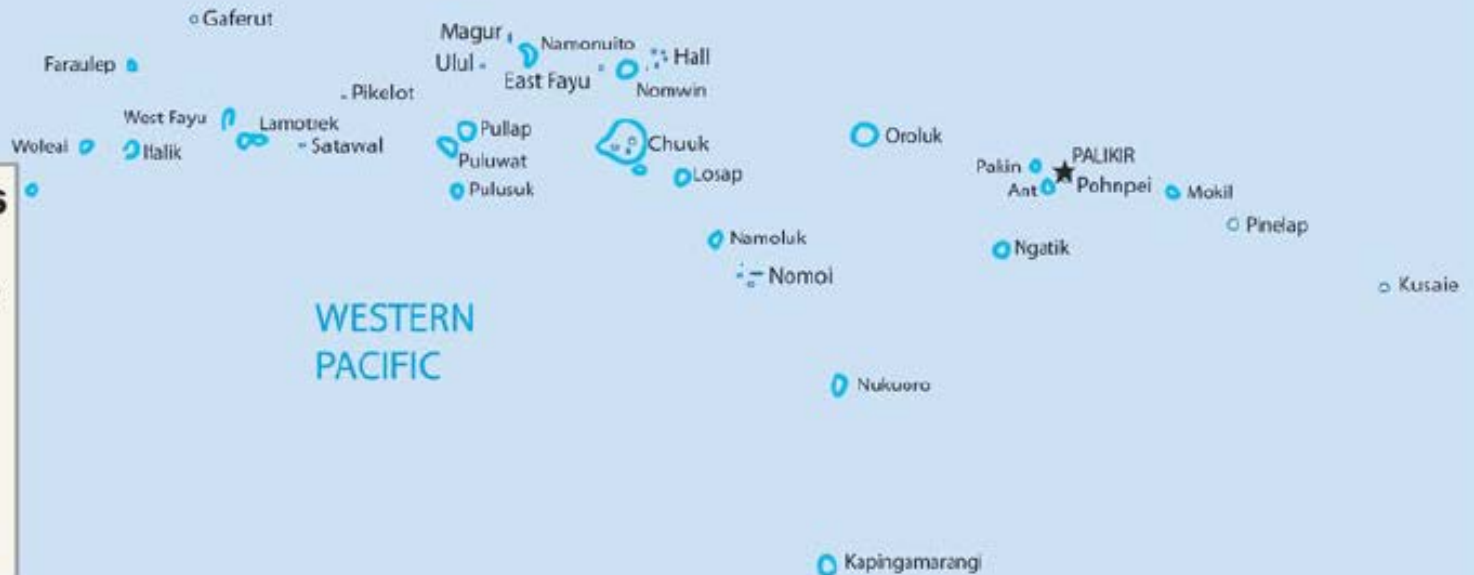 Gaferut
Magur
Namonuito
Hall
Ulul
Faraulep
East Fayu
Nomwin
Pikelot
West Fayu
Lamotrek
Pullap
Oroluk
Woleai
Ifalik
Satawal
Chuuk
Puluwat
PALIKIR
Pakin
Losap
Pohnpei
Ant
Pulusuk
Mokil
S
Pinelap
Namoluk
Ngatik
Nomoi
Kusaie
WESTERN
PACIFIC
Nukuoro
Kapingamarangi